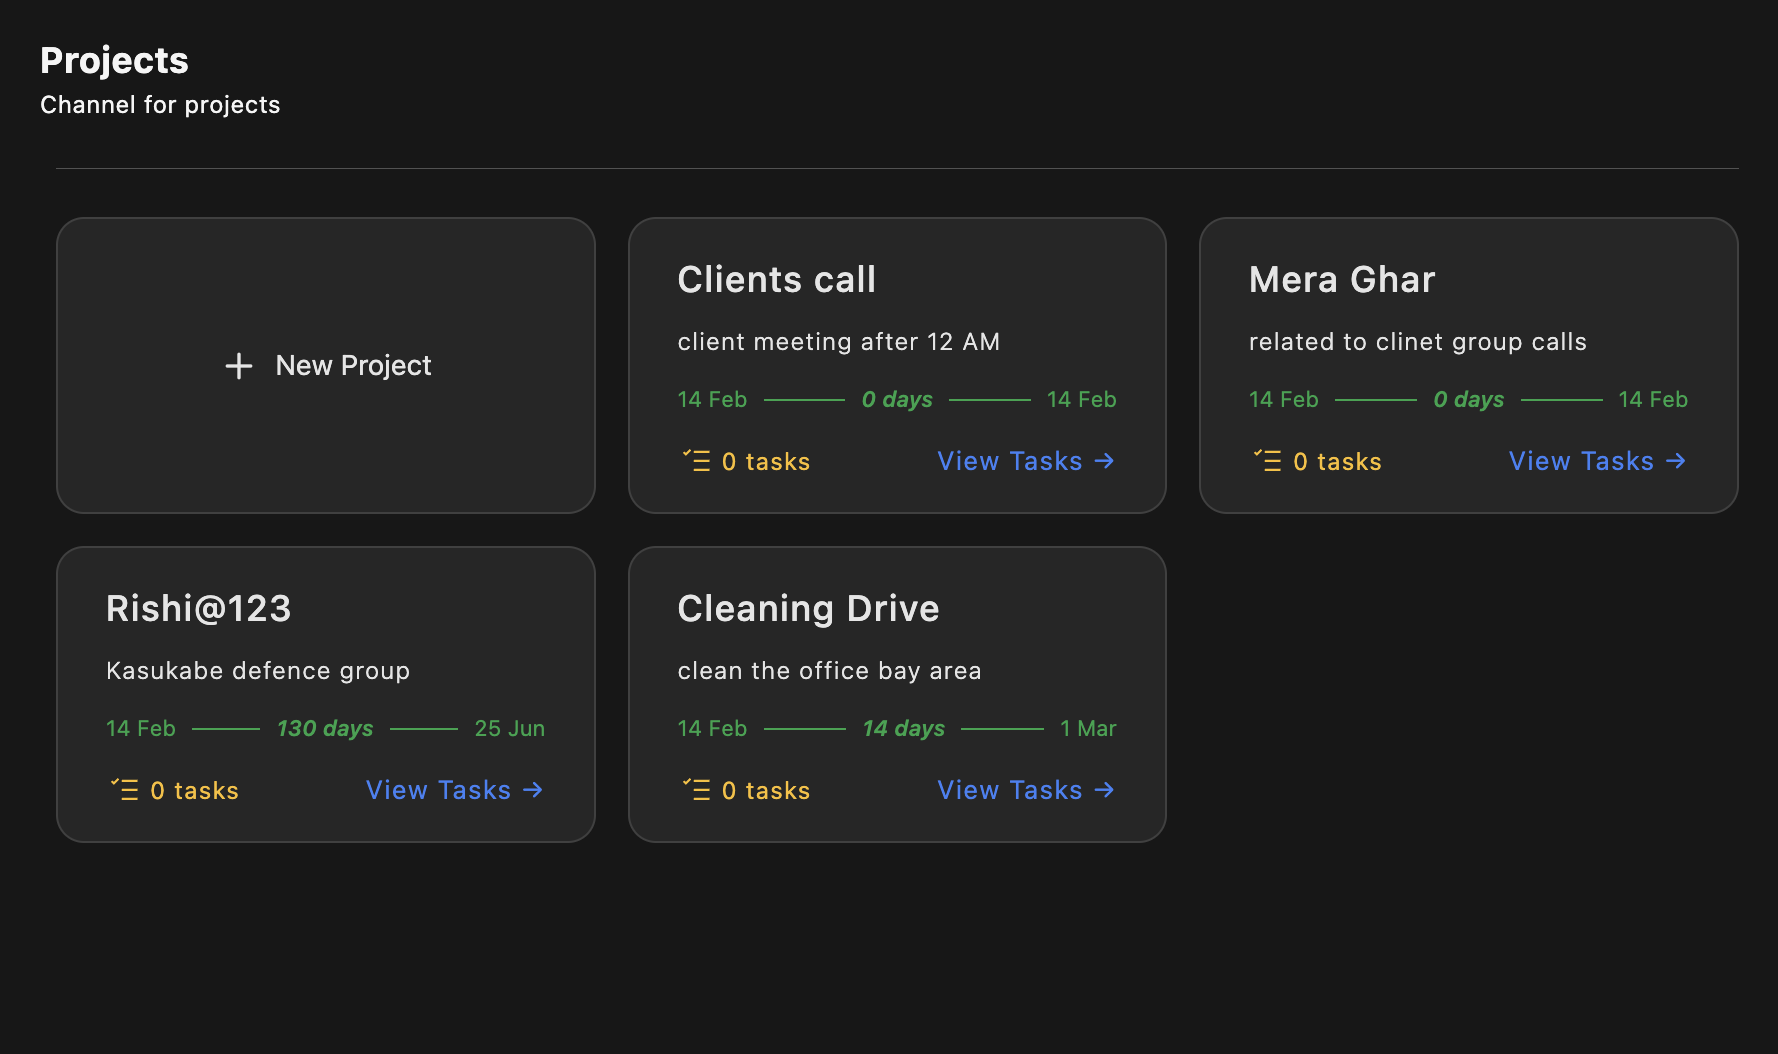 Projects
Channel for projects
New Project
Clients call
client meeting after 12 AM
14 Feb 0 days 14 Feb
0 tasks View Tasks →
Mera Ghar
related to clinet group calls
14 Feb 0 days 14 Feb
0 tasks View Tasks →
Rishi@123
Kasukabe defence group
14 Feb 130 days 25 Jun
0 tasks View Tasks →
Cleaning Drive
clean the office bay area
14 Feb 14 days 1 Mar
0 tasks View Tasks →